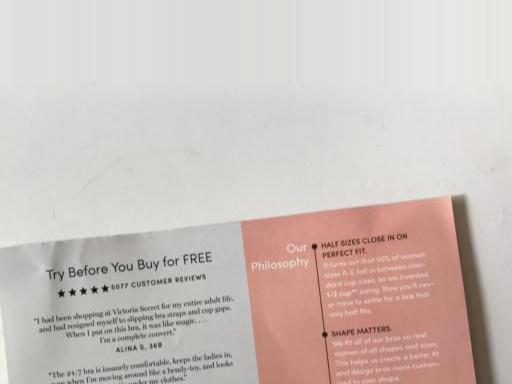 Try Before You Buy for FREE
★★★★★ 5077 CUSTOMER REVIEWS
"I had been shopping at Victoria Secret for my entire adult life,
and had resigned myself to slipping bra straps and cup gaps.
When I put on this bra, it was like magic. . . .
I'm a complete convert."
ALINA S, 36B
"The 24/7 bra is insanely comfortable, keeps the ladies in,
when I'm moving around like a bendy-toy, and looks
under my clothes."
Our
Philosophy
HALF SIZES CLOSE IN ON
PERFECT FIT.
It turns out that 50% of women
sizes A-E fall in between stan-
dard cup sizes, so we invented
1/2 cup™ sizing. Now you'll nev-
er have to settle for a bra that
only half fits.
SHAPE MATTERS.
We fit all of our bras on real
women of all shapes and sizes.
This helps us create a better fit
and design bras more custom-
ized to your shape.